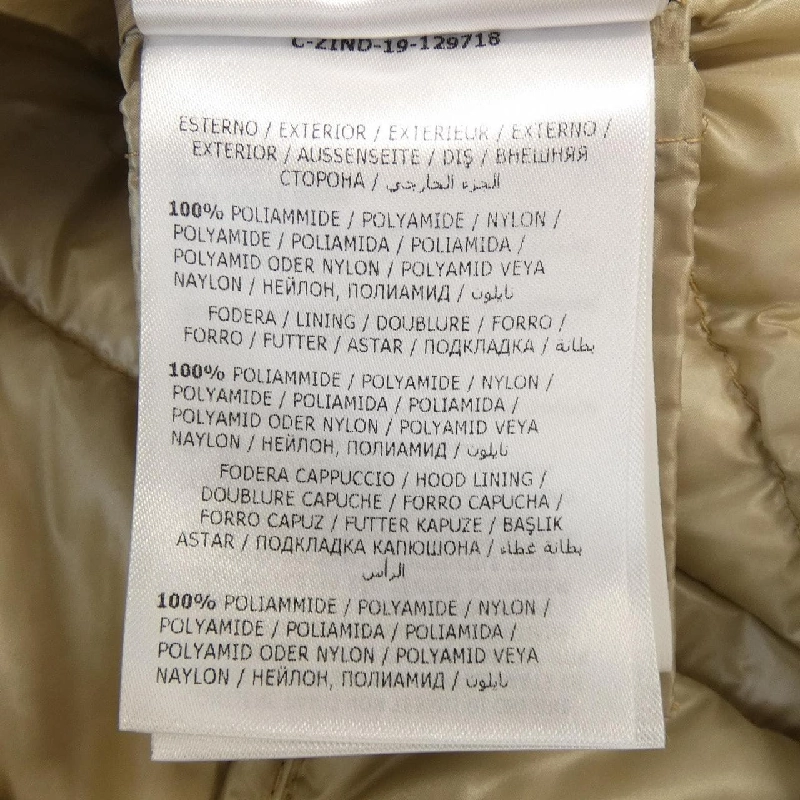 C-ZIND-19-129718
ESTERNO / EXTERIOR / EXTERIEUR / EXTERNO /
EXTERIOR / AUSSENSEITE / DIŞ / ВНЕШНЯЯ
СТОРОНА / الجزء الخارجي
100% POLIAMMIDE / POLYAMIDE / NYLON /
POLYAMIDE / POLIAMIDA / POLIAMIDA /
POLYAMID ODER NYLON / POLYAMID VEYA
NAYLON / НЕЙЛОН, ПОЛИАМИД / نايلون
FODERA / LINING / DOUBLURE / FORRO /
FORRO / FUTTER / ASTAR / ПОДКЛАДКА / بطانة
100% POLIAMMIDE / POLYAMIDE / NYLON /
POLYAMIDE / POLIAMIDA / POLIAMIDA /
POLYAMID ODER NYLON / POLYAMID VEYA
NAYLON / НЕЙЛОН, ПОЛИАМИД / نايلون
FODERA CAPPUCCIO / HOOD LINING /
DOUBLURE CAPUCHE / FORRO CAPUCHA /
FORRO CAPUZ / FUTTER KAPUZE / BAŞLIK
ASTAR / ПОДКЛАДКА КАПЮШОНА / بطانة غطاء
الرأس
100% POLIAMMIDE / POLYAMIDE / NYLON /
POLYAMIDE / POLIAMIDA / POLIAMIDA /
POLYAMID ODER NYLON / POLYAMID VEYA
NAYLON / НЕЙЛОН, ПОЛИАМИД / نايلون